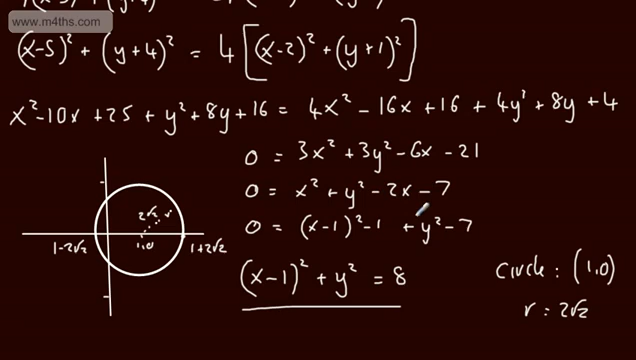 www.m4ths.com
(x-5)² + (y+4)² = 4[(x-2)² + (y+1)²]
x²-10x+25 + y²+8y+16 = 4x² -16x+16 +4y²+8y+4
0 = 3x² +3y² -6x -21
0 = x² + y² -2x -7
0 = (x-1)² -1 + y² -7
(x-1)² + y² = 8
2√2 r
1-2√2
1,0
1+2√2
circle : (1,0)
r = 2√2